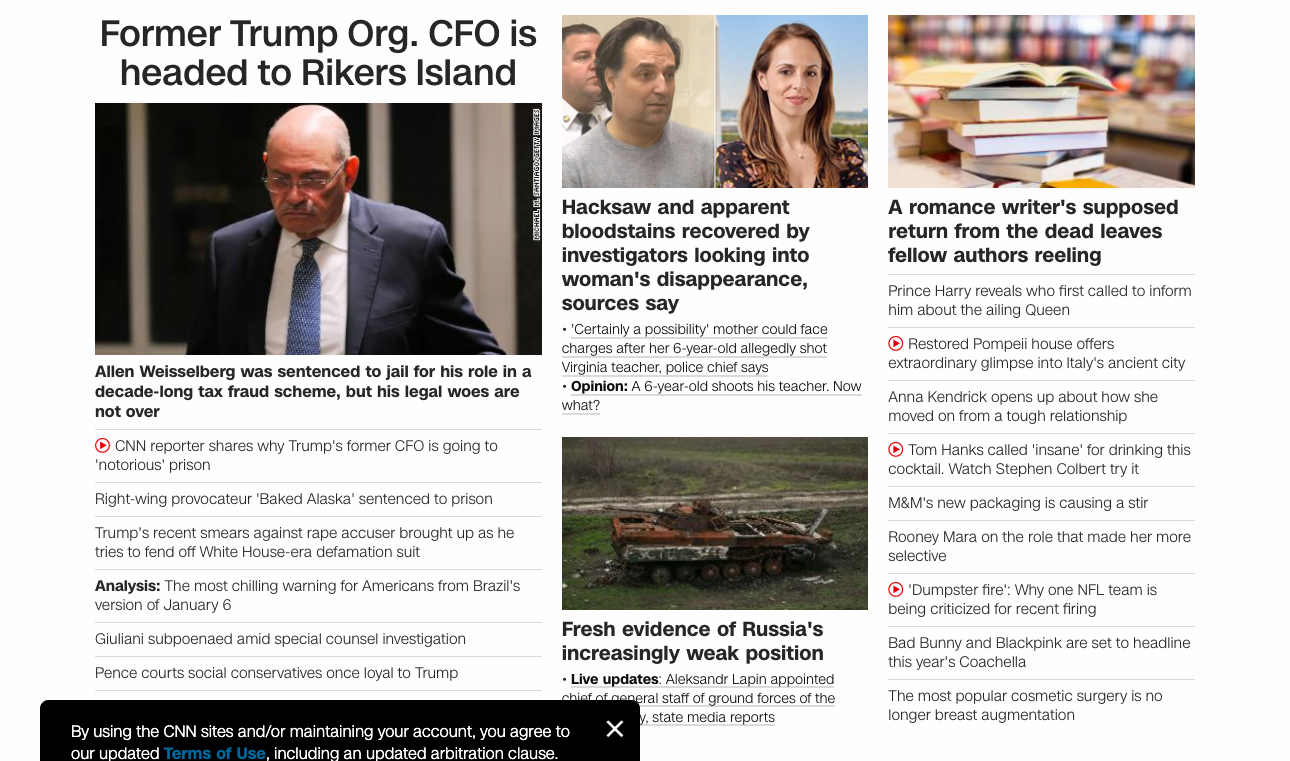 Former Trump Org. CFO is
headed to Rikers Island
MICHAEL M. SANTIAGO/GETTY IMAGES
Allen Weisselberg was sentenced to jail for his role in a
decade-long tax fraud scheme, but his legal woes are
not over
CNN reporter shares why Trump's former CFO is going to
'notorious' prison
Right-wing provocateur 'Baked Alaska' sentenced to prison
Trump's recent smears against rape accuser brought up as he
tries to fend off White House-era defamation suit
Analysis: The most chilling warning for Americans from Brazil's
version of January 6
Giuliani subpoenaed amid special counsel investigation
Pence courts social conservatives once loyal to Trump
Hacksaw and apparent
bloodstains recovered by
investigators looking into
woman's disappearance,
sources say
• 'Certainly a possibility' mother could face
charges after her 6-year-old allegedly shot
Virginia teacher, police chief says
• Opinion: A 6-year-old shoots his teacher. Now
what?
Fresh evidence of Russia's
increasingly weak position
• Live updates: Aleksandr Lapin appointed
chief of general staff of ground forces of the
, state media reports
A romance writer's supposed
return from the dead leaves
fellow authors reeling
Prince Harry reveals who first called to inform
him about the ailing Queen
Restored Pompeii house offers
extraordinary glimpse into Italy's ancient city
Anna Kendrick opens up about how she
moved on from a tough relationship
Tom Hanks called 'insane' for drinking this
cocktail. Watch Stephen Colbert try it
M&M's new packaging is causing a stir
Rooney Mara on the role that made her more
selective
'Dumpster fire': Why one NFL team is
being criticized for recent firing
Bad Bunny and Blackpink are set to headline
this year's Coachella
The most popular cosmetic surgery is no
longer breast augmentation
By using the CNN sites and/or maintaining your account, you agree to
our updated Terms of Use, including an updated arbitration clause.